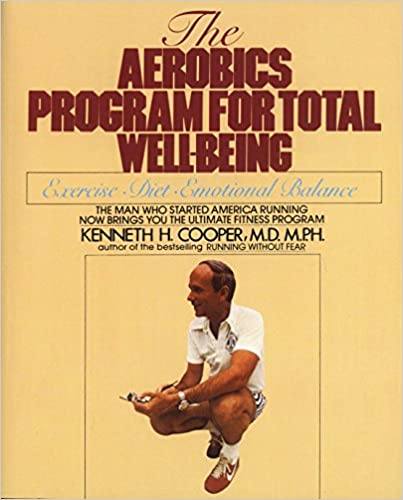 The
AEROBICS
PROGRAM FOR TOTAL
WELL-BEING
Exercise · Diet · Emotional Balance
THE MAN WHO STARTED AMERICA RUNNING
NOW BRINGS YOU THE ULTIMATE FITNESS PROGRAM
KENNETH H. COOPER, M.D. M.P.H.
author of the bestselling RUNNING WITHOUT FEAR